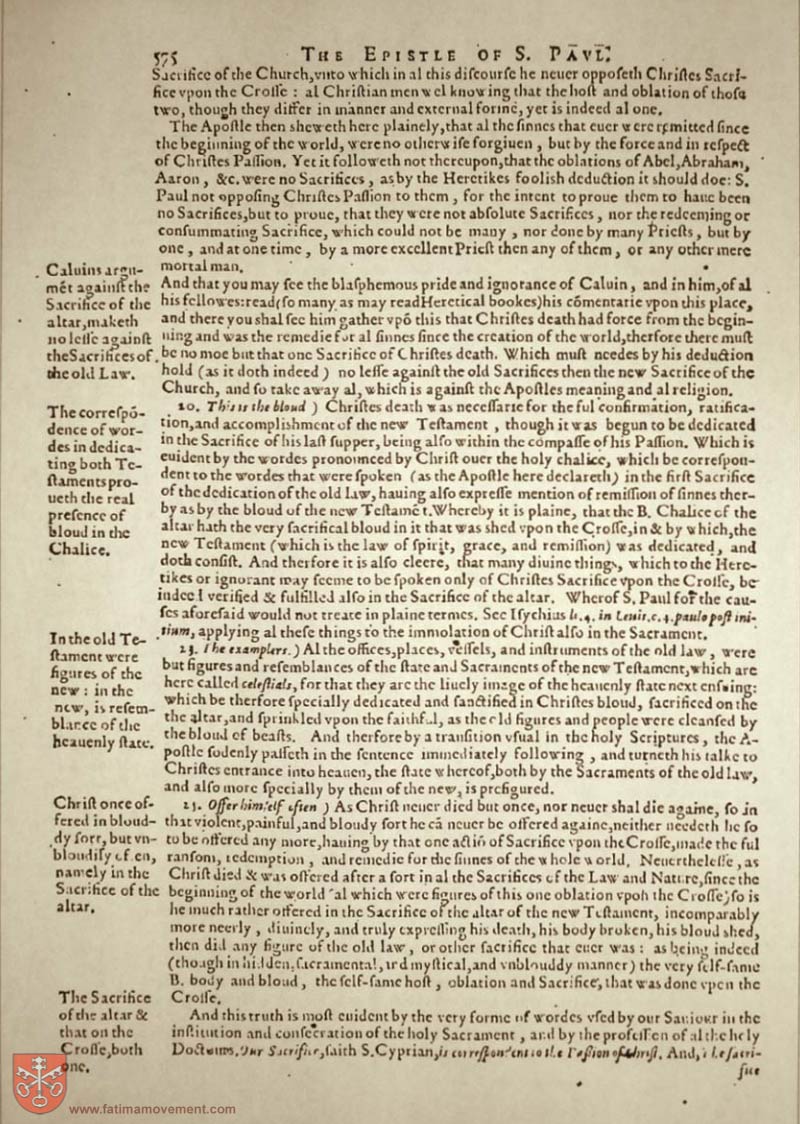 575 THE EPISTLE OF S. PAVL.
Sacrifice of the Church, vnto which in al this diſcourſe he neuer oppoſeth Chriſtes Sacri-
fice vpon the Croſſe : al Chriſtian men wel knowing that the hoſt and oblation of thoſe
two, though they differ in manner and external forme, yet is indeed al one.
The Apoſtle then sheweth here plainely, that al the ſinnes that euer were remitted ſince
the beginning of the world, were no otherwiſe forgiuen , but by the force and in reſpect
of Chriſtes Paſſion. Yet it followeth not thereupon, that the oblations of Abel, Abraham,
Aaron , &c. were no Sacrifices , as by the Heretikes foolish deduction it should doe: S.
Paul not oppoſing Chriſtes Paſſion to them , for the intent to proue them to haue been
no Sacrifices, but to proue, that they were not abſolute Sacrifices , nor the redeeming or
conſummating Sacrifice, which could not be many , nor done by many Prieſts, but by
one , and at one time , by a more excellent Prieſt then any of them , or any other mere
mortal man.
Caluins argu-
mēt againſt the
Sacrifice of the
altar, maketh
no leſſe againſt
the Sacrifices of
the old Law.
And that you may ſee the blaſphemous pride and ignorance of Caluin , and in him, of al
his fellowes: read (ſo many as may read Heretical bookes) his cōmentarie vpon this place,
and there you shal ſee him gather vpō this that Chriſtes death had force from the begin-
ning and was the remedie for al ſinnes ſince the creation of the world, therfore there muſt
be no moe but that one Sacrifice of Chriſtes death. Which muſt needes by his deduction
hold (as it doth indeed ) no leſſe againſt the old Sacrifices then the new Sacrifice of the
Church, and ſo take away al, which is againſt the Apoſtles meaning and al religion.
The correſpō-
dence of wor-
des in dedica-
ting both Te-
ſtaments pro-
ueth the real
preſence of
bloud in the
Chalice.
20. This is the bloud ) Chriſtes death was neceſſarie for the ful confirmation, ratifica-
tion, and accomplishment of the new Teſtament , though it was begun to be dedicated
in the Sacrifice of his laſt ſupper, being alſo within the compaſſe of his Paſſion. Which is
euident by the wordes pronounced by Chriſt ouer the holy chalice, which be correſpon-
dent to the wordes that were ſpoken (as the Apoſtle here declareth) in the firſt Sacrifice
of the dedication of the old law, hauing alſo expreſſe mention of remiſſion of ſinnes ther-
by as by the bloud of the new Teſtamēt. Whereby it is plaine, that the B. Chalice of the
altar hath the very ſacrifical bloud in it that was shed vpon the Croſſe, in & by which, the
new Teſtament (which is the law of ſpirit, grace, and remiſſion) was dedicated, and
doth conſiſt. And therfore it is alſo cleere, that many diuine things, which to the Here-
tikes or ignorant may ſeeme to be ſpoken only of Chriſtes Sacrifice vpon the Croſſe, be
indeed verified & fulfilled alſo in the Sacrifice of the altar. Wherof S. Paul for the cau-
ſes aforeſaid would not treate in plaine termes. See Iſychius li. 4. in Leuit. c. 4. paulo poſt ini-
tium, applying al theſe things to the immolation of Chriſt alſo in the Sacrament.
In the old Te-
ſtament were
figures of the
new : in the
new, is reſem-
blance of the
heauenly ſtate.
23. The examplers. ) Al the offices, places, veſſels, and inſtruments of the old law , were
but figures and reſemblances of the ſtate and Sacraments of the new Teſtament, which are
here called celeſtials, for that they are the liuely image of the heauenly ſtate next enſuing:
which be therfore ſpecially dedicated and ſanctified in Chriſtes bloud, ſacrificed on the
the altar, and ſprinkled vpon the faithful, as the old figures and people were cleanſed by
the bloud of beaſts. And therfore by a tranſition vſual in the holy Scriptures , the A-
poſtle ſodenly paſſeth in the ſentence immediately following , and turneth his talke to
Chriſtes entrance into heauen, the ſtate whereof, both by the Sacraments of the old law,
and alſo more ſpecially by them of the new, is prefigured.
Chriſt once of-
fered in bloud-
dy ſort, but vn-
bloudily often,
namely in the
Sacrifice of the
altar.
25. Offer himſelf often ) As Chriſt neuer died but once, nor neuer shal die againe, ſo in
that violent, painful, and bloudy ſort he cā neuer be offered againe, neither needeth he ſo
to be offered any more, hauing by that one actiō of Sacrifice vpon the Croſſe, made the ful
ranſom, redemption , and remedie for the ſinnes of the whole world. Neuertheleſſe , as
Chriſt died & was offered after a ſort in al the Sacrifices of the Law and Nature, ſince the
beginning of the world (al which were figures of this one oblation vpon the Croſſe) ſo is
he much rather offered in the Sacrifice of the altar of the new Teſtament, incomparably
more neerly , diuinely, and truly expreſſing his death, his body broken, his bloud shed,
then did any figure of the old law , or other ſacrifice that euer was : as being indeed
(though in hidden, ſacramental, and myſtical, and vnblouddy manner) the very ſelf-ſame
B. body and bloud , the ſelf-ſame hoſt , oblation and Sacrifice, that was done vpon the
Croſſe.
The Sacrifice
of the altar &
that on the
Croſſe, both
one.
And this truth is moſt euident by the very forme of wordes vſed by our Sauiour in the
inſtitution and conſecration of the holy Sacrament , and by the profeſſion of al the holy
Doctours. Our Sacrifice, ſaith S. Cyprian, is correſpondent to the Paſſion of Chriſt. And, The ſacri-
fice
www.fatimamovement.com